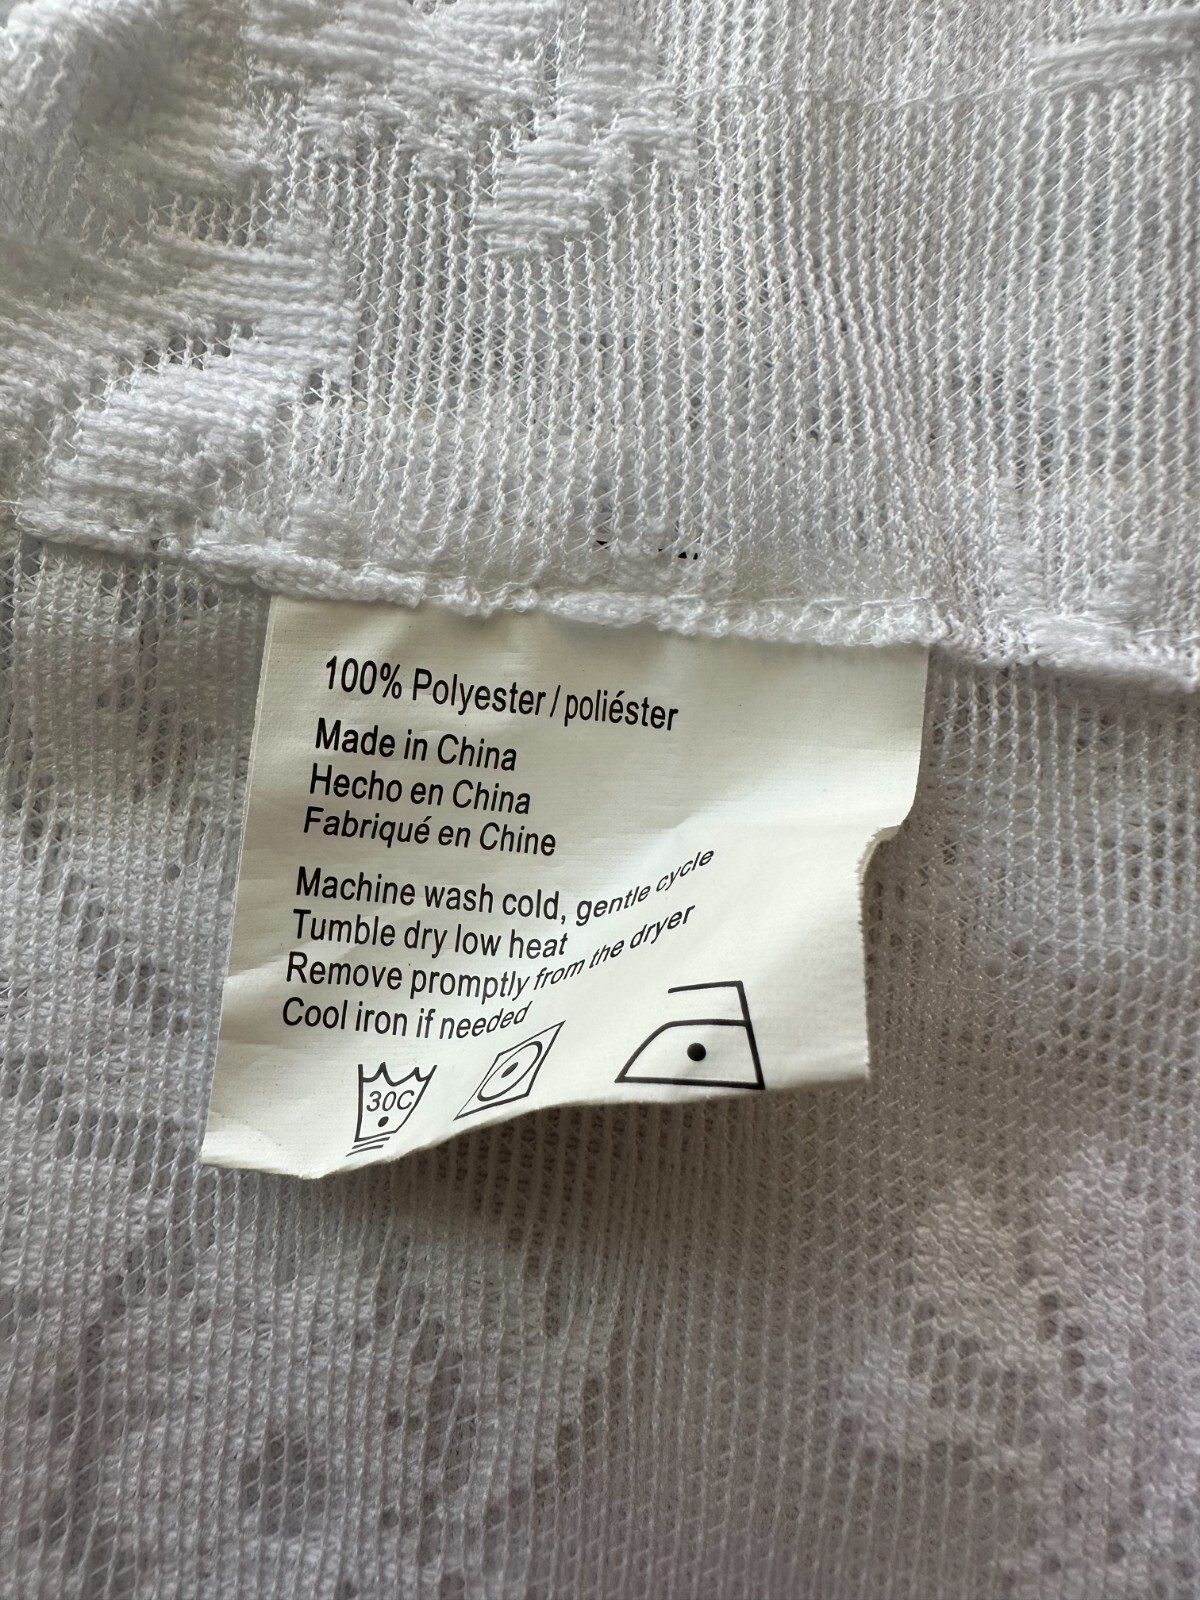 100% Polyester / poliéster
Made in China
Hecho en China
Fabriqué en Chine
Machine wash cold, gentle cycle
Tumble dry low heat
Remove promptly from the dryer
Cool iron if needed
30C